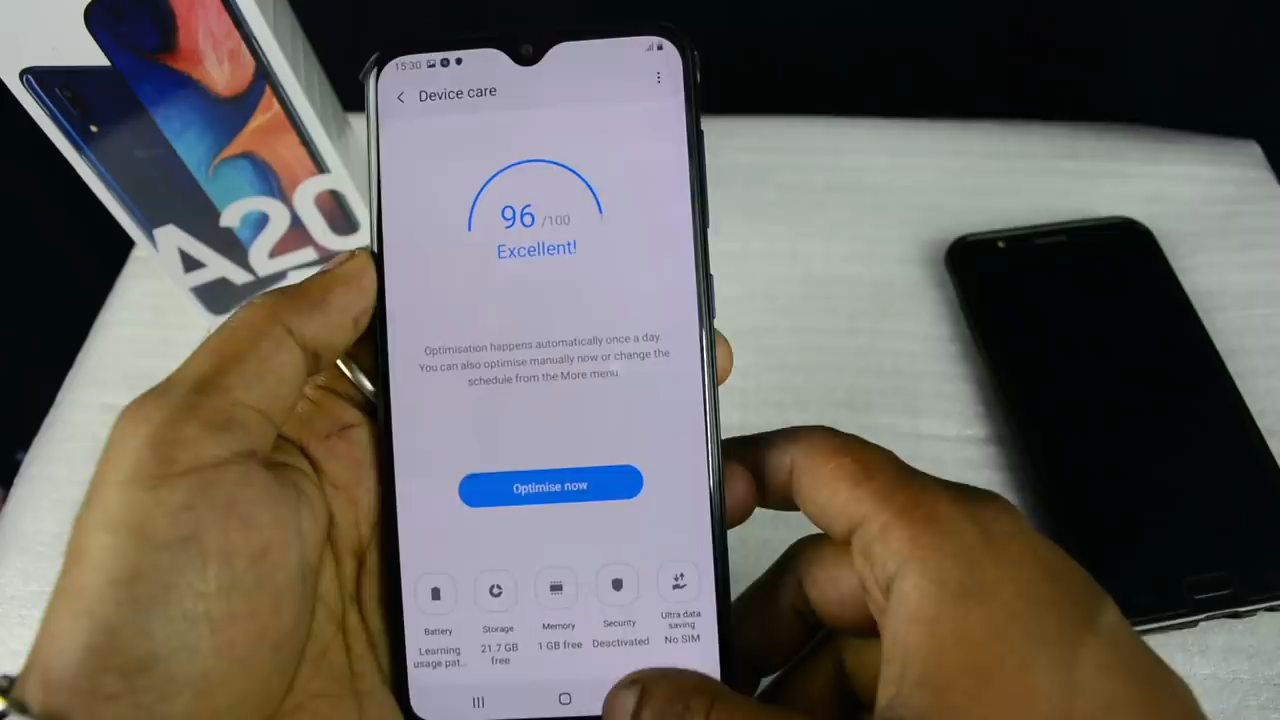 A20
15:30
Device care
96 /100
Excellent!
Optimisation happens automatically once a day.
You can also optimise manually now or change the
schedule from the More menu.
Optimise now
Battery
Learning
usage pat...
Storage
21.7 GB
free
Memory
1 GB free
Security
Deactivated
Ultra data
saving
No SIM